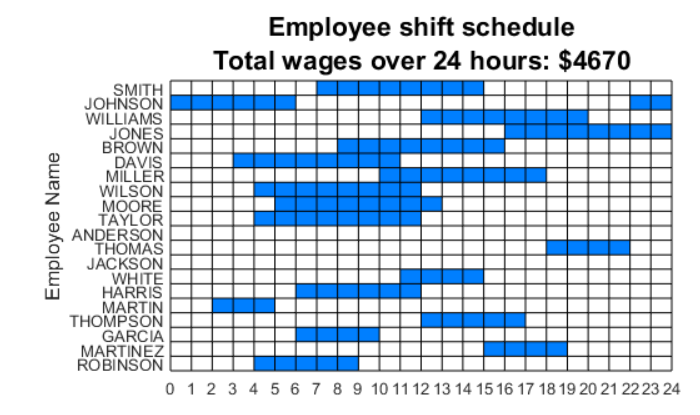 Employee shift schedule
Total wages over 24 hours: $4670
Employee Name
SMITH
JOHNSON
WILLIAMS
JONES
BROWN
DAVIS
MILLER
WILSON
MOORE
TAYLOR
ANDERSON
THOMAS
JACKSON
WHITE
HARRIS
MARTIN
THOMPSON
GARCIA
MARTINEZ
ROBINSON
0 1 2 3 4 5 6 7 8 9 10 11 12 13 14 15 16 17 18 19 20 21 22 23 24